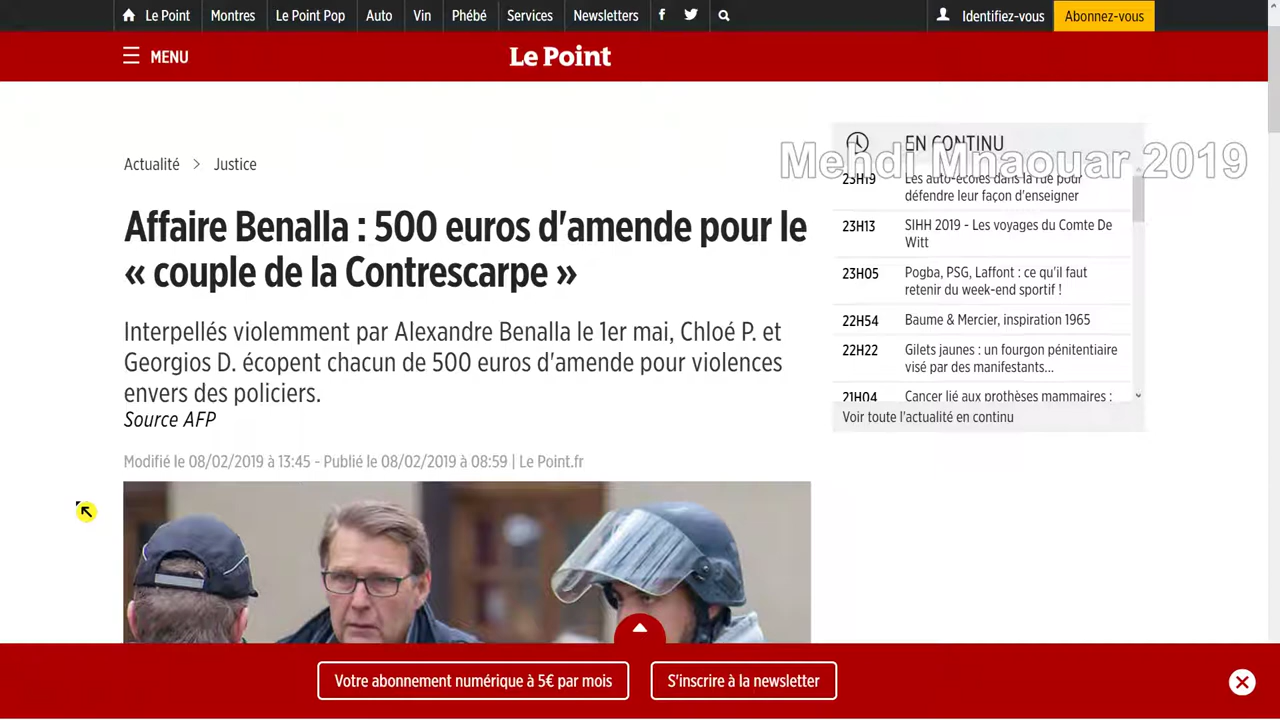 Le Point
Montres
Le Point Pop
Auto
Vin
Phébé
Services
Newsletters
Identifiez-vous
Abonnez-vous
MENU
Le Point
Actualité > Justice
Affaire Benalla : 500 euros d'amende pour le
« couple de la Contrescarpe »
Interpellés violemment par Alexandre Benalla le 1er mai, Chloé P. et
Georgios D. écopent chacun de 500 euros d'amende pour violences
envers des policiers.
Source AFP
Modifié le 08/02/2019 à 13:45 - Publié le 08/02/2019 à 08:59 | Le Point.fr
EN CONTINU
Mehdi Mnaouar 2019
23H19 Les auto-écoles dans la rue pour
défendre leur façon d'enseigner
23H13 SIHH 2019 - Les voyages du Comte De
Witt
23H05 Pogba, PSG, Laffont : ce qu'il faut
retenir du week-end sportif !
22H54 Baume & Mercier, inspiration 1965
22H22 Gilets jaunes : un fourgon pénitentiaire
visé par des manifestants...
21H04 Cancer lié aux prothèses mammaires :
Voir toute l'actualité en continu
Votre abonnement numérique à 5€ par mois
S'inscrire à la newsletter